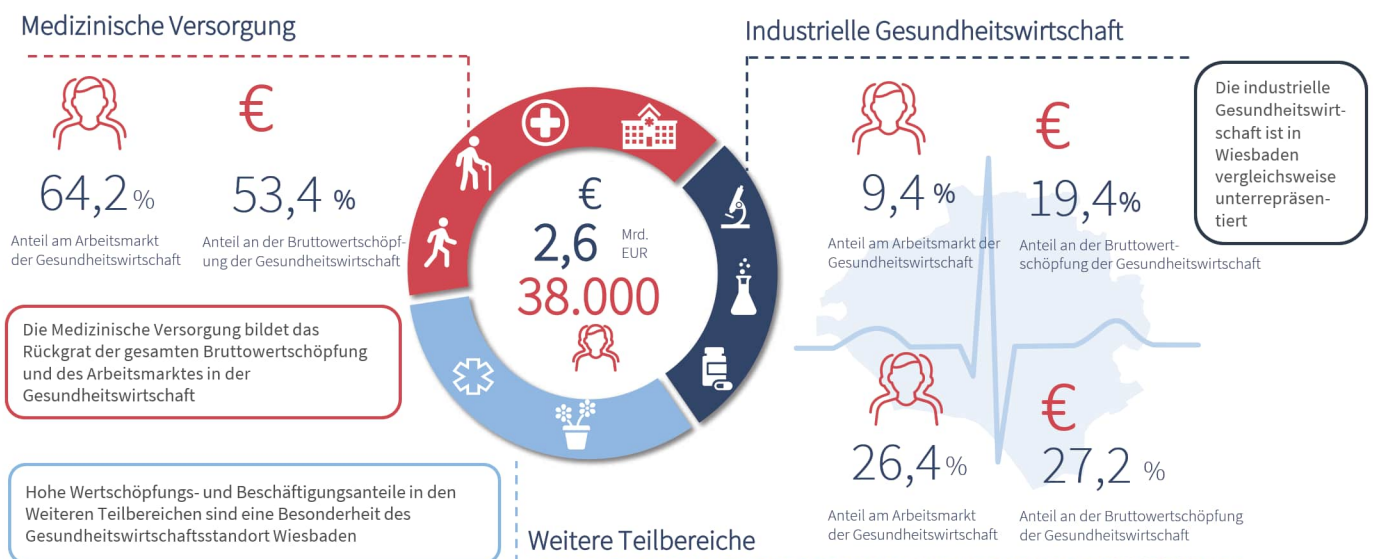 Medizinische Versorgung
€
64,2 %
53,4 %
Anteil am Arbeitsmarkt
der Gesundheitswirtschaft
Anteil an der Bruttowertschöpf-
ung der Gesundheitswirtschaft
Die Medizinische Versorgung bildet das
Rückgrat der gesamten Bruttowertschöpfung
und des Arbeitsmarktes in der
Gesundheitswirtschaft
Hohe Wertschöpfungs- und Beschäftigungsanteile in den
Weiteren Teilbereichen sind eine Besonderheit des
Gesundheitswirtschaftsstandort Wiesbaden
€
2,6 Mrd.
EUR
38.000
Industrielle Gesundheitswirtschaft
€
9,4 %
19,4%
Anteil am Arbeitsmarkt der
Gesundheitswirtschaft
Anteil an der Bruttowert-
schöpfung der Gesundheitswirtschaft
Die industrielle
Gesundheitswirt-
schaft ist in
Wiesbaden
vergleichsweise
unterrepräsen-
tiert
Weitere Teilbereiche
€
26,4 %
27,2 %
Anteil am Arbeitsmarkt
der Gesundheitswirtschaft
Anteil an der Bruttowertschöpfung
der Gesundheitswirtschaft